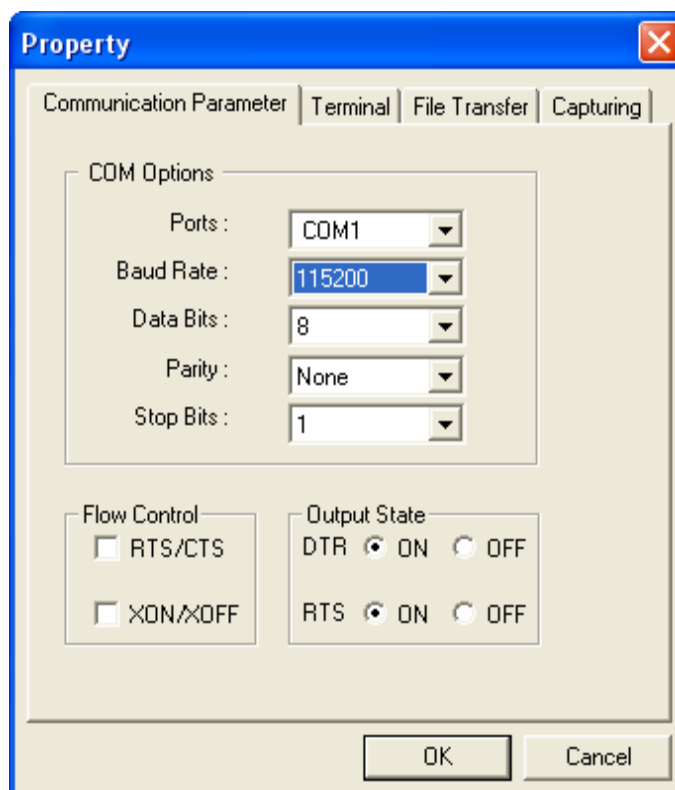 Property
Communication Parameter Terminal File Transfer Capturing
COM Options
Ports : COM1
Baud Rate : 115200
Data Bits : 8
Parity : None
Stop Bits : 1
Flow Control
RTS/CTS
XON/XOFF
Output State
DTR ON OFF
RTS ON OFF
OK Cancel